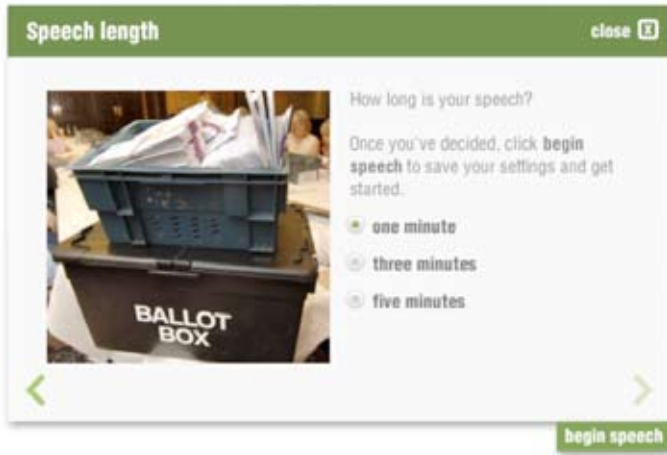 Speech length
close X
How long is your speech?
Once you've decided, click begin
speech to save your settings and get
started.
one minute
three minutes
five minutes
BALLOT
BOX
begin speech